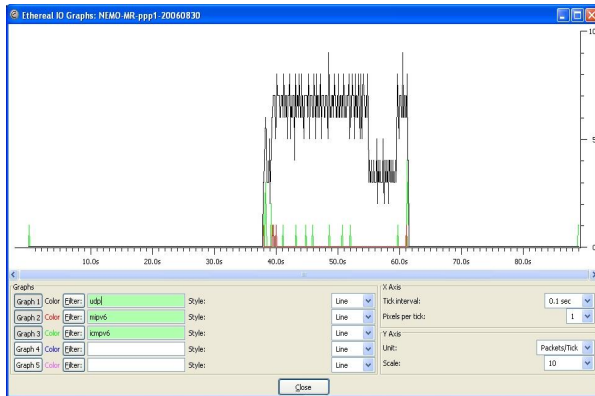 Ethereal IO Graphs: NEMO-MR-ppp1-20060830
10
5
0
10.0s 20.0s 30.0s 40.0s 50.0s 60.0s 70.0s 80.0s
Graphs
Graph 1 Color Filter: udp Style: Line
Graph 2 Color Filter: mipv6 Style: Line
Graph 3 Color Filter: icmpv6 Style: Line
Graph 4 Color Filter: Style: Line
Graph 5 Color Filter: Style: Line
X Axis
Tick interval: 0.1 sec
Pixels per tick: 1
Y Axis
Unit: Packets/Tick
Scale: 10
Close